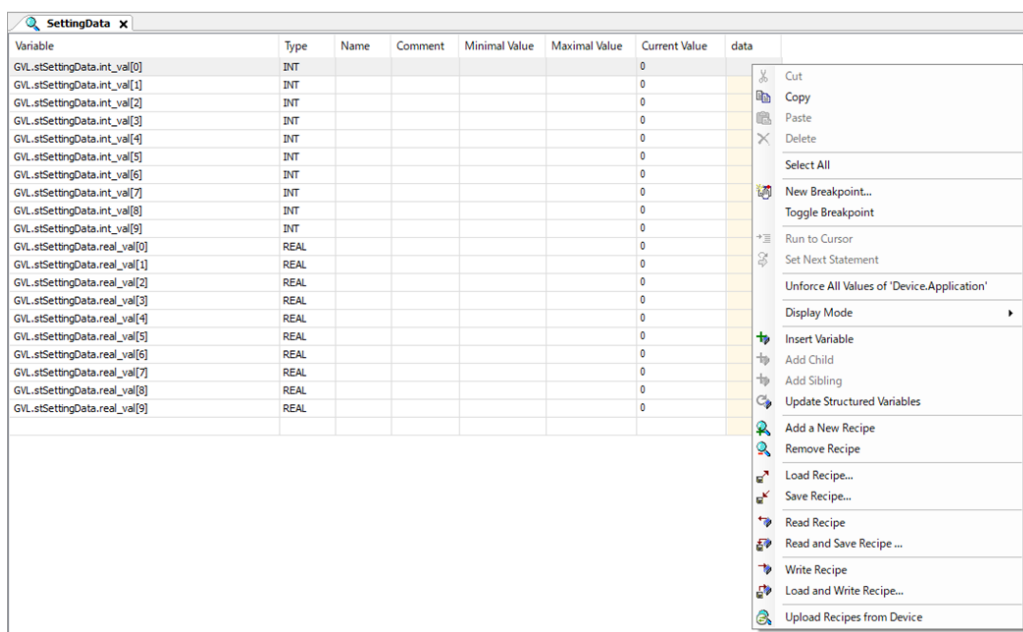 SettingData
Variable Type Name Comment Minimal Value Maximal Value Current Value data
GVL.stSettingData.int_val[0] INT 0
GVL.stSettingData.int_val[1] INT 0
GVL.stSettingData.int_val[2] INT 0
GVL.stSettingData.int_val[3] INT 0
GVL.stSettingData.int_val[4] INT 0
GVL.stSettingData.int_val[5] INT 0
GVL.stSettingData.int_val[6] INT 0
GVL.stSettingData.int_val[7] INT 0
GVL.stSettingData.int_val[8] INT 0
GVL.stSettingData.int_val[9] INT 0
GVL.stSettingData.real_val[0] REAL 0
GVL.stSettingData.real_val[1] REAL 0
GVL.stSettingData.real_val[2] REAL 0
GVL.stSettingData.real_val[3] REAL 0
GVL.stSettingData.real_val[4] REAL 0
GVL.stSettingData.real_val[5] REAL 0
GVL.stSettingData.real_val[6] REAL 0
GVL.stSettingData.real_val[7] REAL 0
GVL.stSettingData.real_val[8] REAL 0
GVL.stSettingData.real_val[9] REAL 0
Cut
Copy
Paste
Delete
Select All
New Breakpoint...
Toggle Breakpoint
Run to Cursor
Set Next Statement
Unforce All Values of 'Device.Application'
Display Mode
Insert Variable
Add Child
Add Sibling
Update Structured Variables
Add a New Recipe
Remove Recipe
Load Recipe...
Save Recipe...
Read Recipe
Read and Save Recipe ...
Write Recipe
Load and Write Recipe...
Upload Recipes from Device